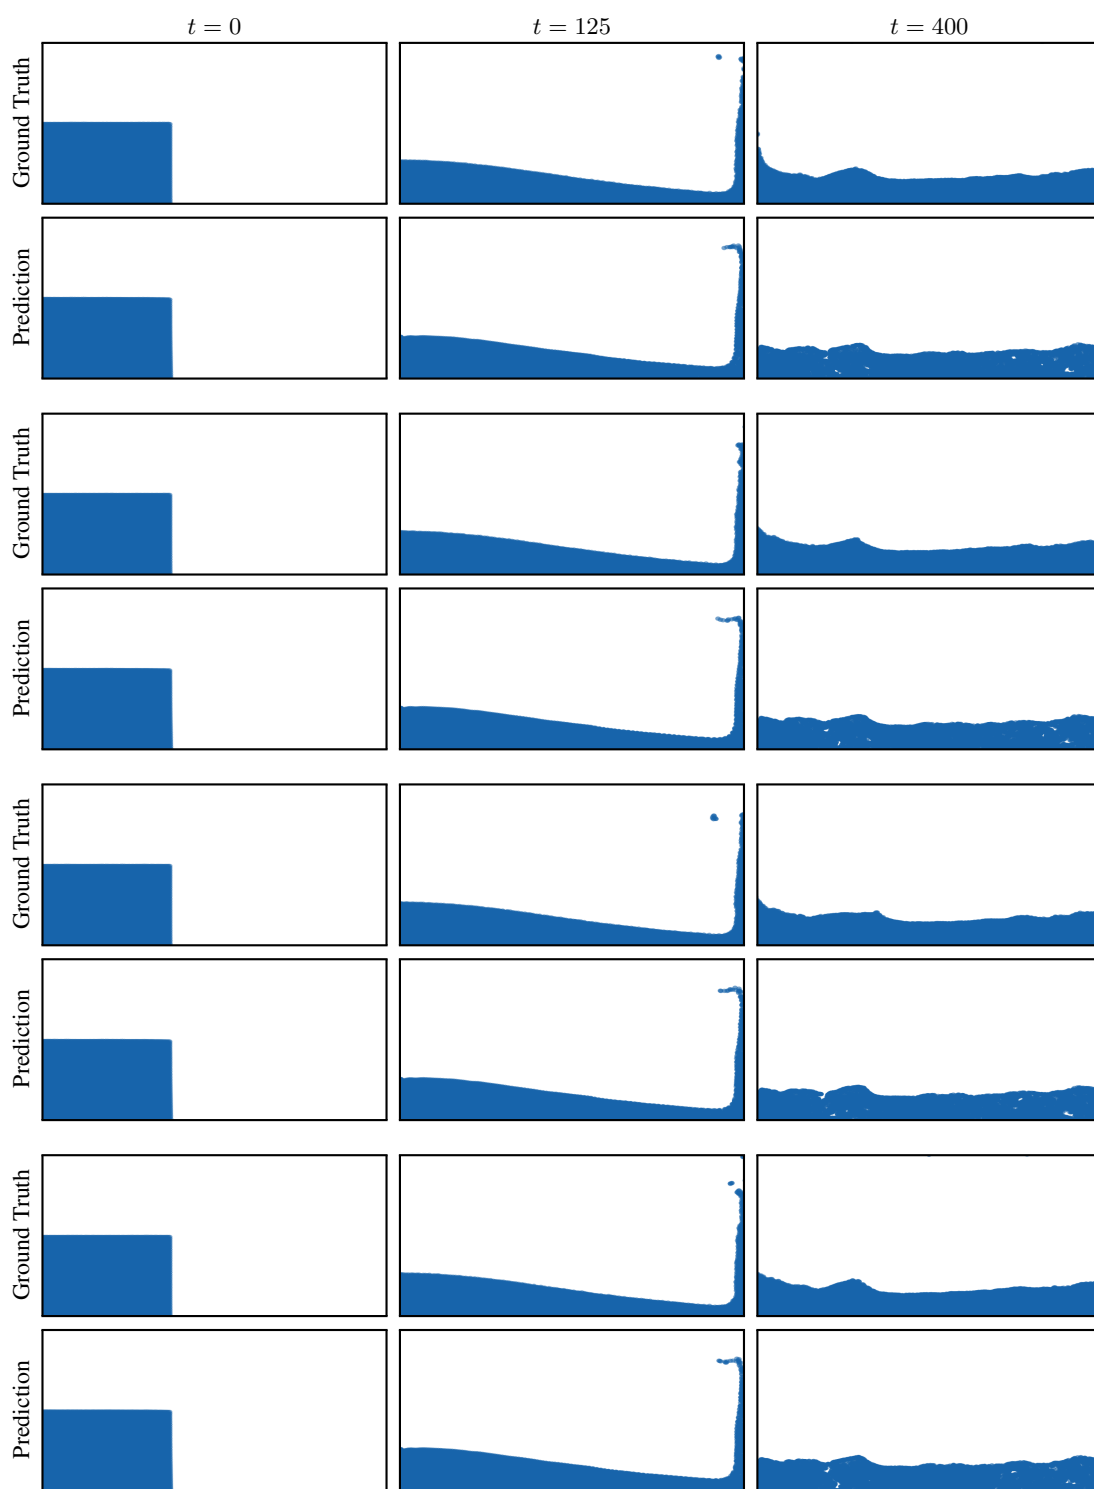 t = 0
t = 125
t = 400
Ground Truth
Prediction
Ground Truth
Prediction
Ground Truth
Prediction
Ground Truth
Prediction